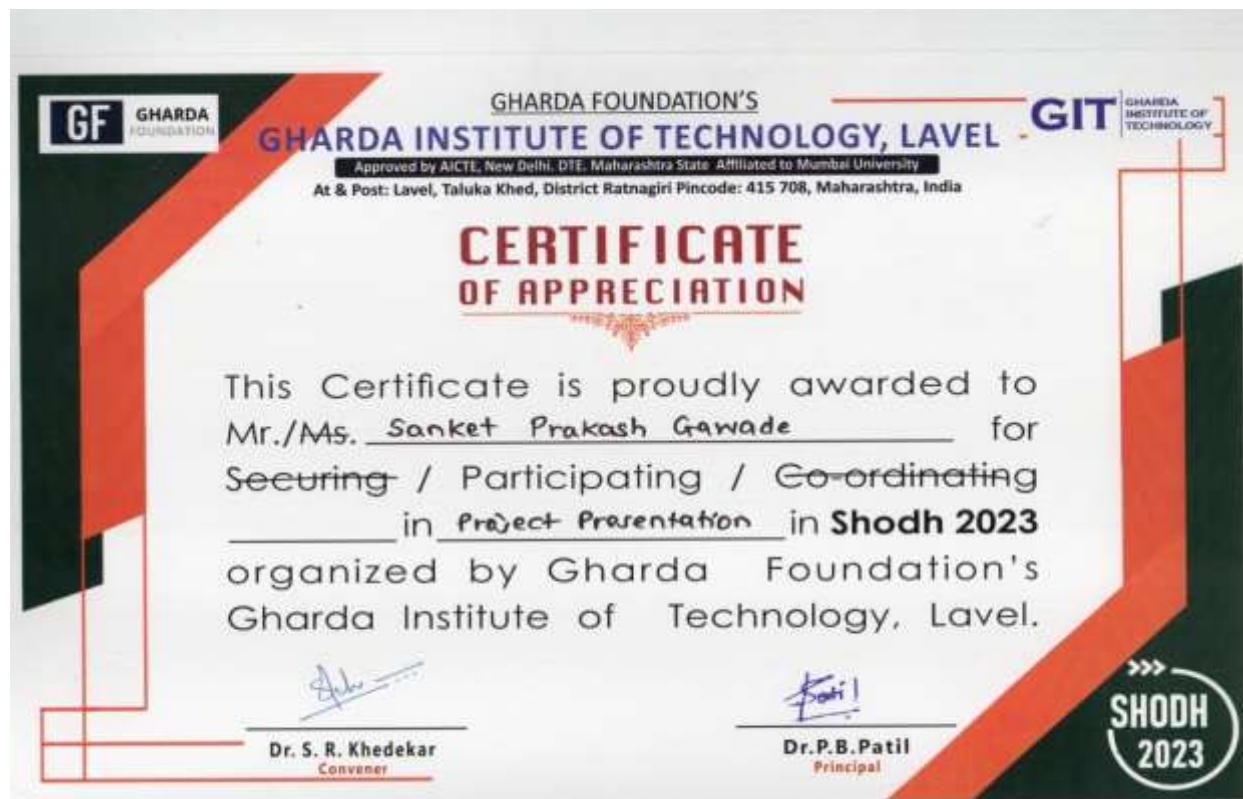 GF GHARDA
FOUNDATION
GHARDA FOUNDATION'S
GHARDA INSTITUTE OF TECHNOLOGY, LAVEL
GIT GHARDA
INSTITUTE OF
TECHNOLOGY
Approved by AICTE, New Delhi. DTE. Maharashtra State Affiliated to Mumbai University
At & Post: Lavel, Taluka Khed, District Ratnagiri Pincode: 415 708, Maharashtra, India
CERTIFICATE
OF APPRECIATION
This Certificate is proudly awarded to
Mr./Ms. Sanket Prakash Gawade for
Securing / Participating / Co-ordinating
in Project Presentation in Shodh 2023
organized by Gharda Foundation's
Gharda Institute of Technology, Lavel.
Patil
Dr. S. R. Khedekar
Convener
Dr.P.B.Patil
Principal
>>>
SHODH
2023